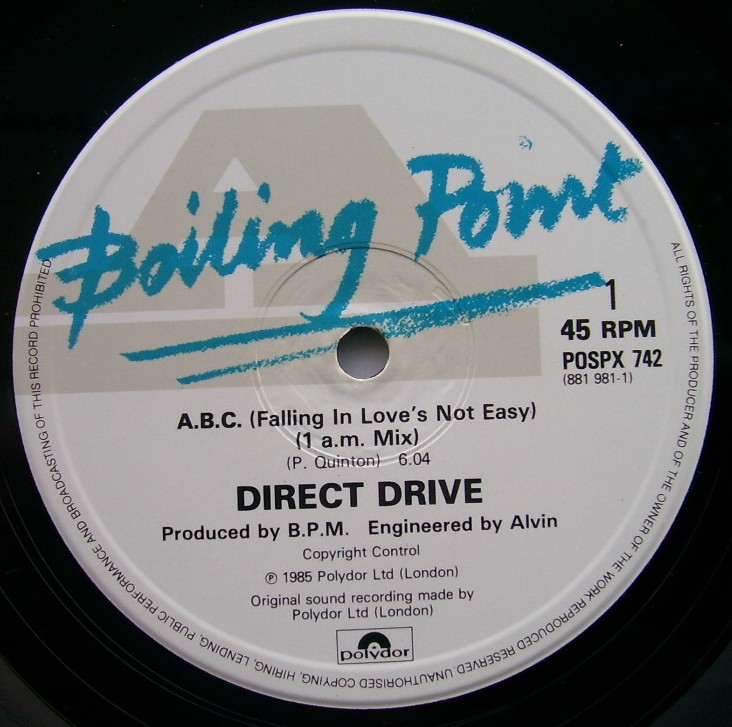 Boiling Point
1
45 RPM
POSPX 742
(881 981-1)
A.B.C. (Falling In Love's Not Easy)
(1 a.m. Mix)
(P. Quinton) 6.04
DIRECT DRIVE
Produced by B.P.M. Engineered by Alvin
Copyright Control
Ⓟ 1985 Polydor Ltd (London)
Original sound recording made by
Polydor Ltd (London)
polydor
ALL RIGHTS OF THE PRODUCER AND OF THE OWNER OF THE WORK REPRODUCED RESERVED. UNAUTHORISED COPYING, HIRING, LENDING, PUBLIC PERFORMANCE AND BROADCASTING OF THIS RECORD PROHIBITED